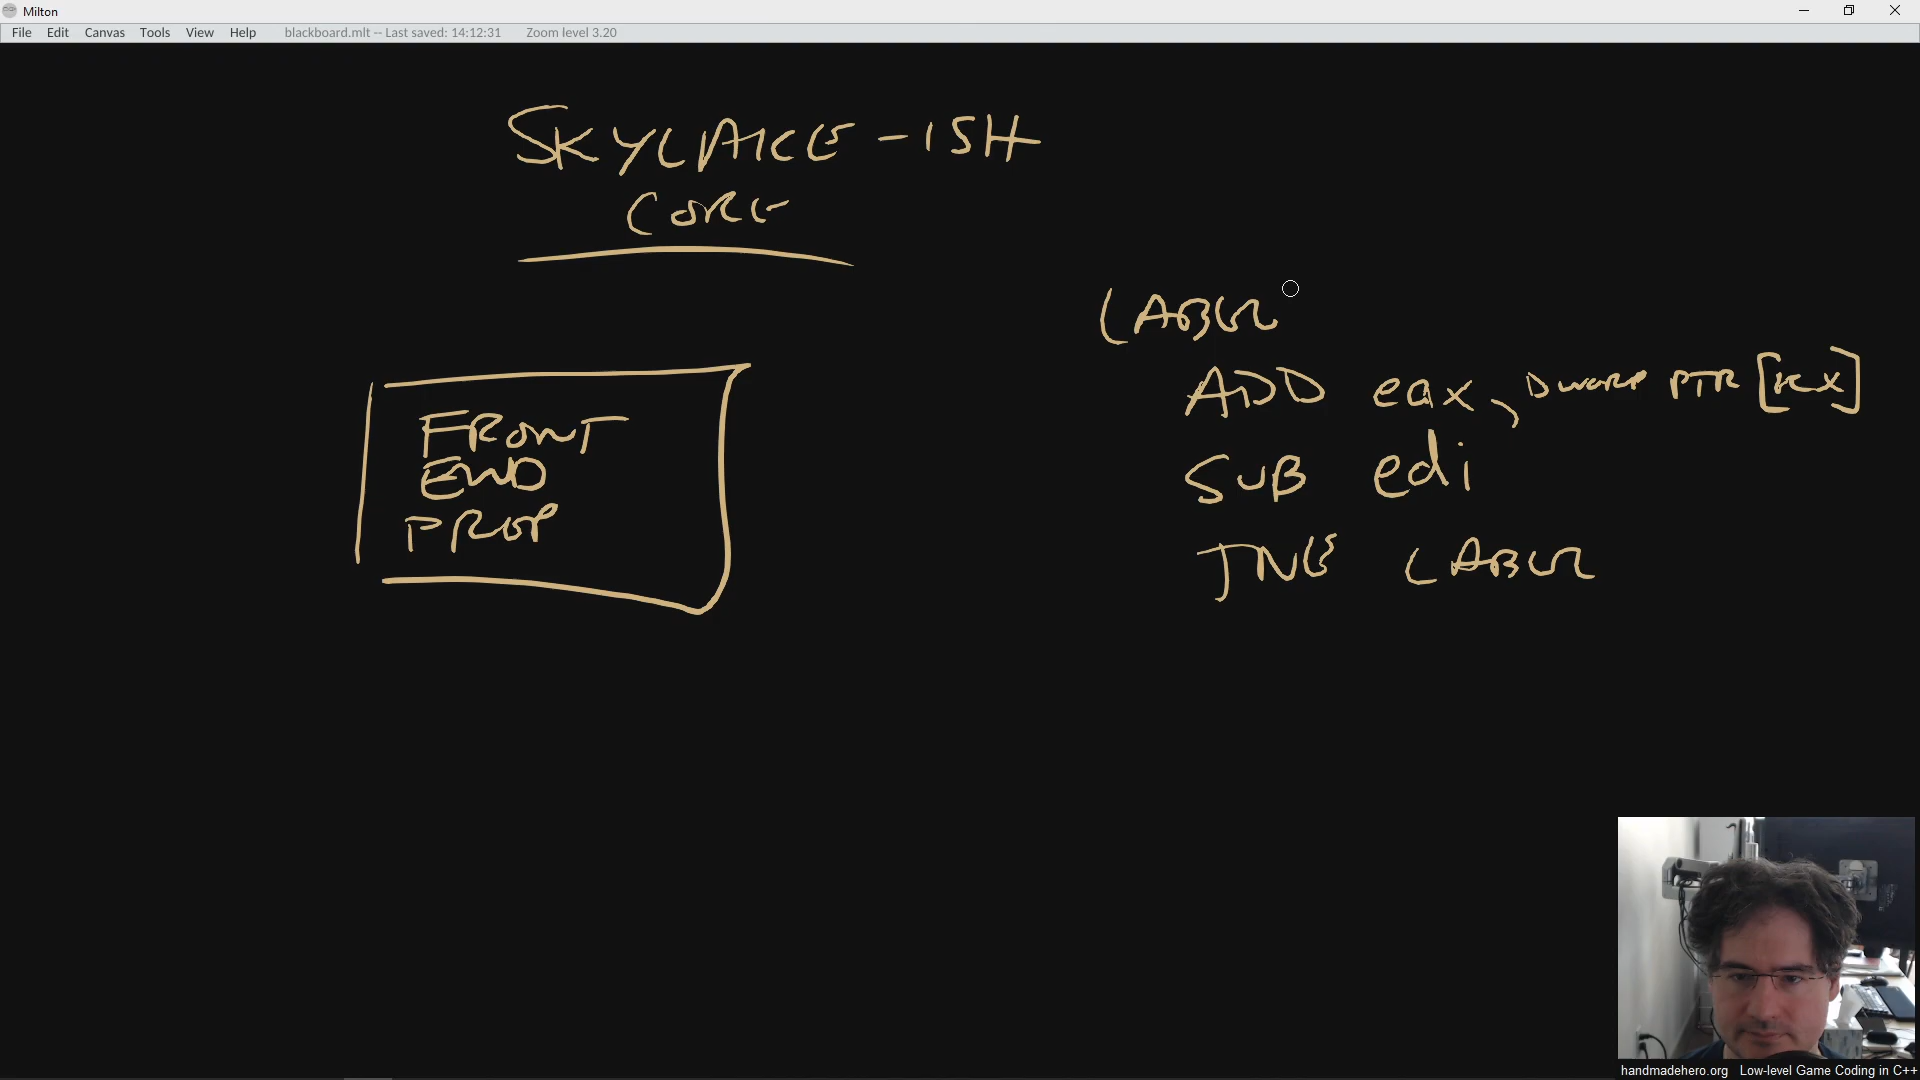 Milton
File Edit Canvas Tools View Help blackboard.mlt -- Last saved: 14:12:31 Zoom level 3.20
SKYLAKE-ISH
CORE
LABEL
ADD eax, DWORD PTR [rcx]
SUB edi
JNE LABEL
FRONT
END
PROP
handmadehero.org Low-level Game Coding in C++